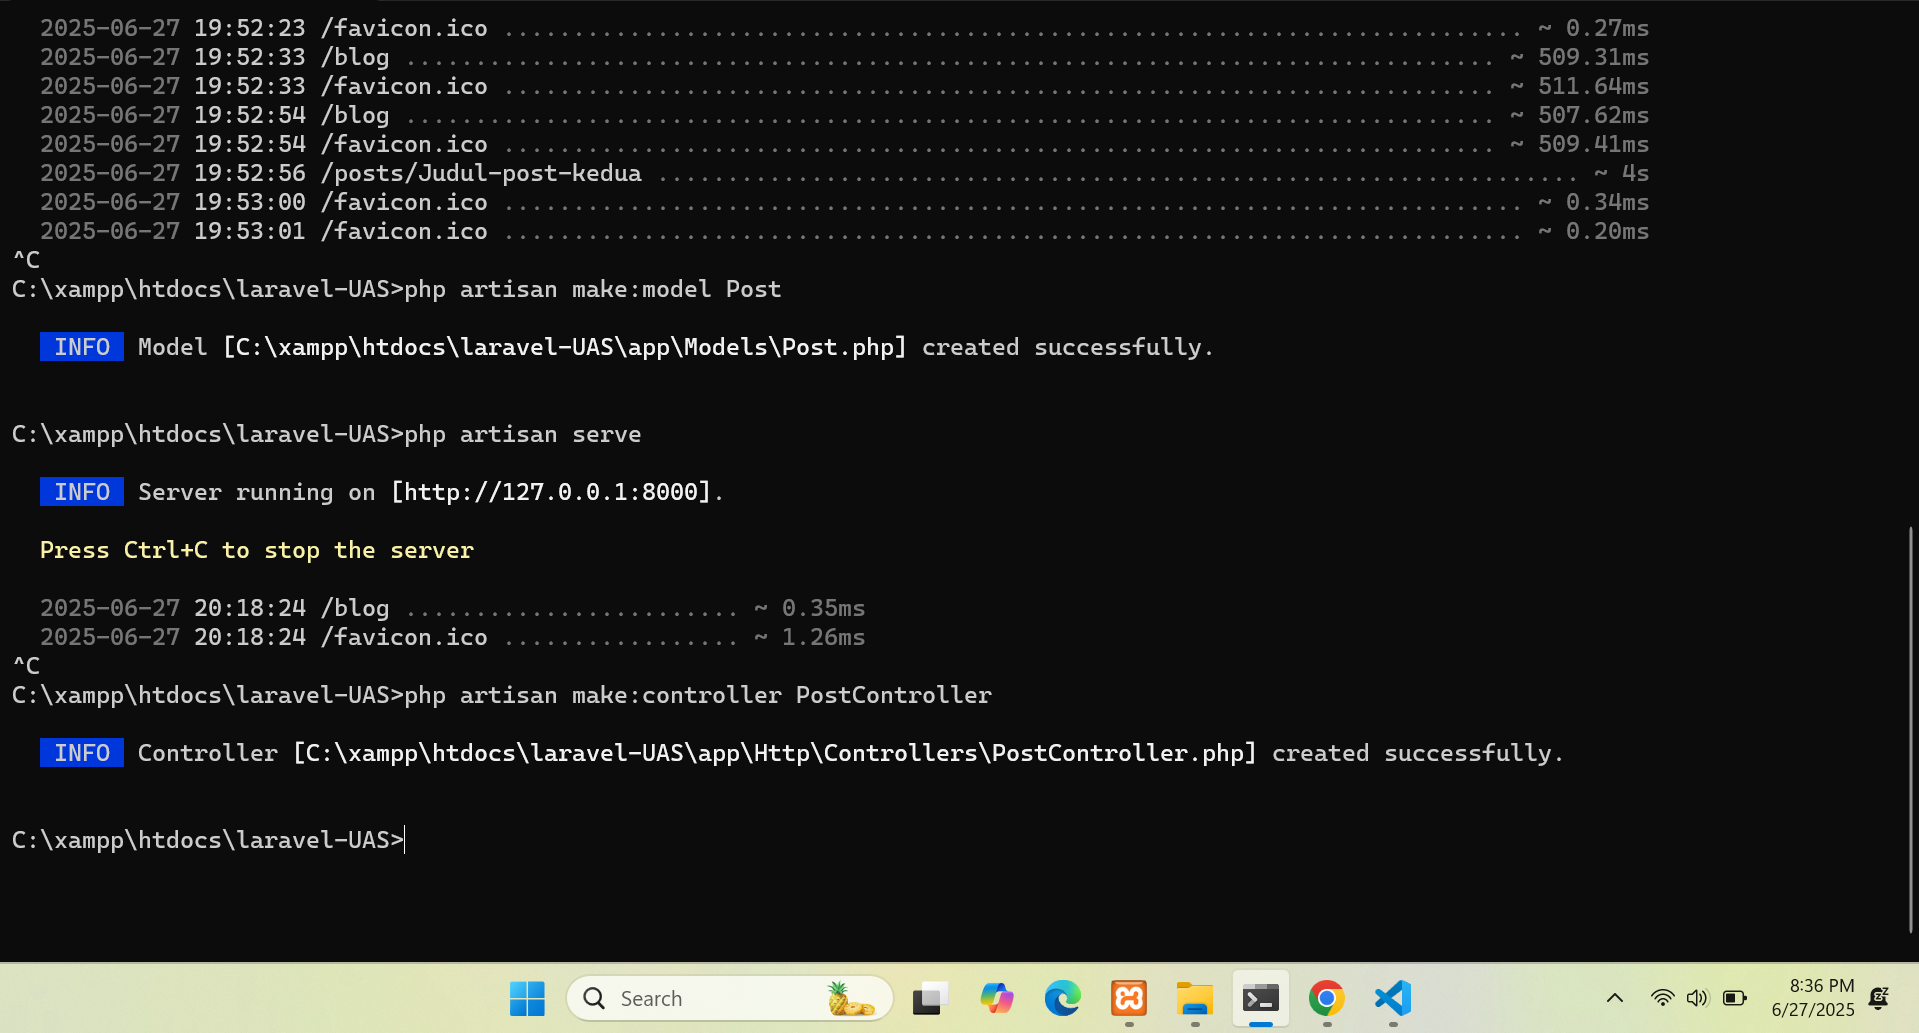 2025-06-27 19:52:23 /favicon.ico ......................................................................... ~ 0.27ms
2025-06-27 19:52:33 /blog .............................................................................. ~ 509.31ms
2025-06-27 19:52:33 /favicon.ico ....................................................................... ~ 511.64ms
2025-06-27 19:52:54 /blog .............................................................................. ~ 507.62ms
2025-06-27 19:52:54 /favicon.ico ....................................................................... ~ 509.41ms
2025-06-27 19:52:56 /posts/Judul-post-kedua .................................................................. ~ 4s
2025-06-27 19:53:00 /favicon.ico ......................................................................... ~ 0.34ms
2025-06-27 19:53:01 /favicon.ico ......................................................................... ~ 0.20ms
^C
C:\xampp\htdocs\laravel-UAS>php artisan make:model Post
INFO Model [C:\xampp\htdocs\laravel-UAS\app\Models\Post.php] created successfully.
C:\xampp\htdocs\laravel-UAS>php artisan serve
INFO Server running on [http://127.0.0.1:8000].
Press Ctrl+C to stop the server
2025-06-27 20:18:24 /blog ........................ ~ 0.35ms
2025-06-27 20:18:24 /favicon.ico ................. ~ 1.26ms
^C
C:\xampp\htdocs\laravel-UAS>php artisan make:controller PostController
INFO Controller [C:\xampp\htdocs\laravel-UAS\app\Http\Controllers\PostController.php] created successfully.
C:\xampp\htdocs\laravel-UAS>
Search
8:36 PM
6/27/2025